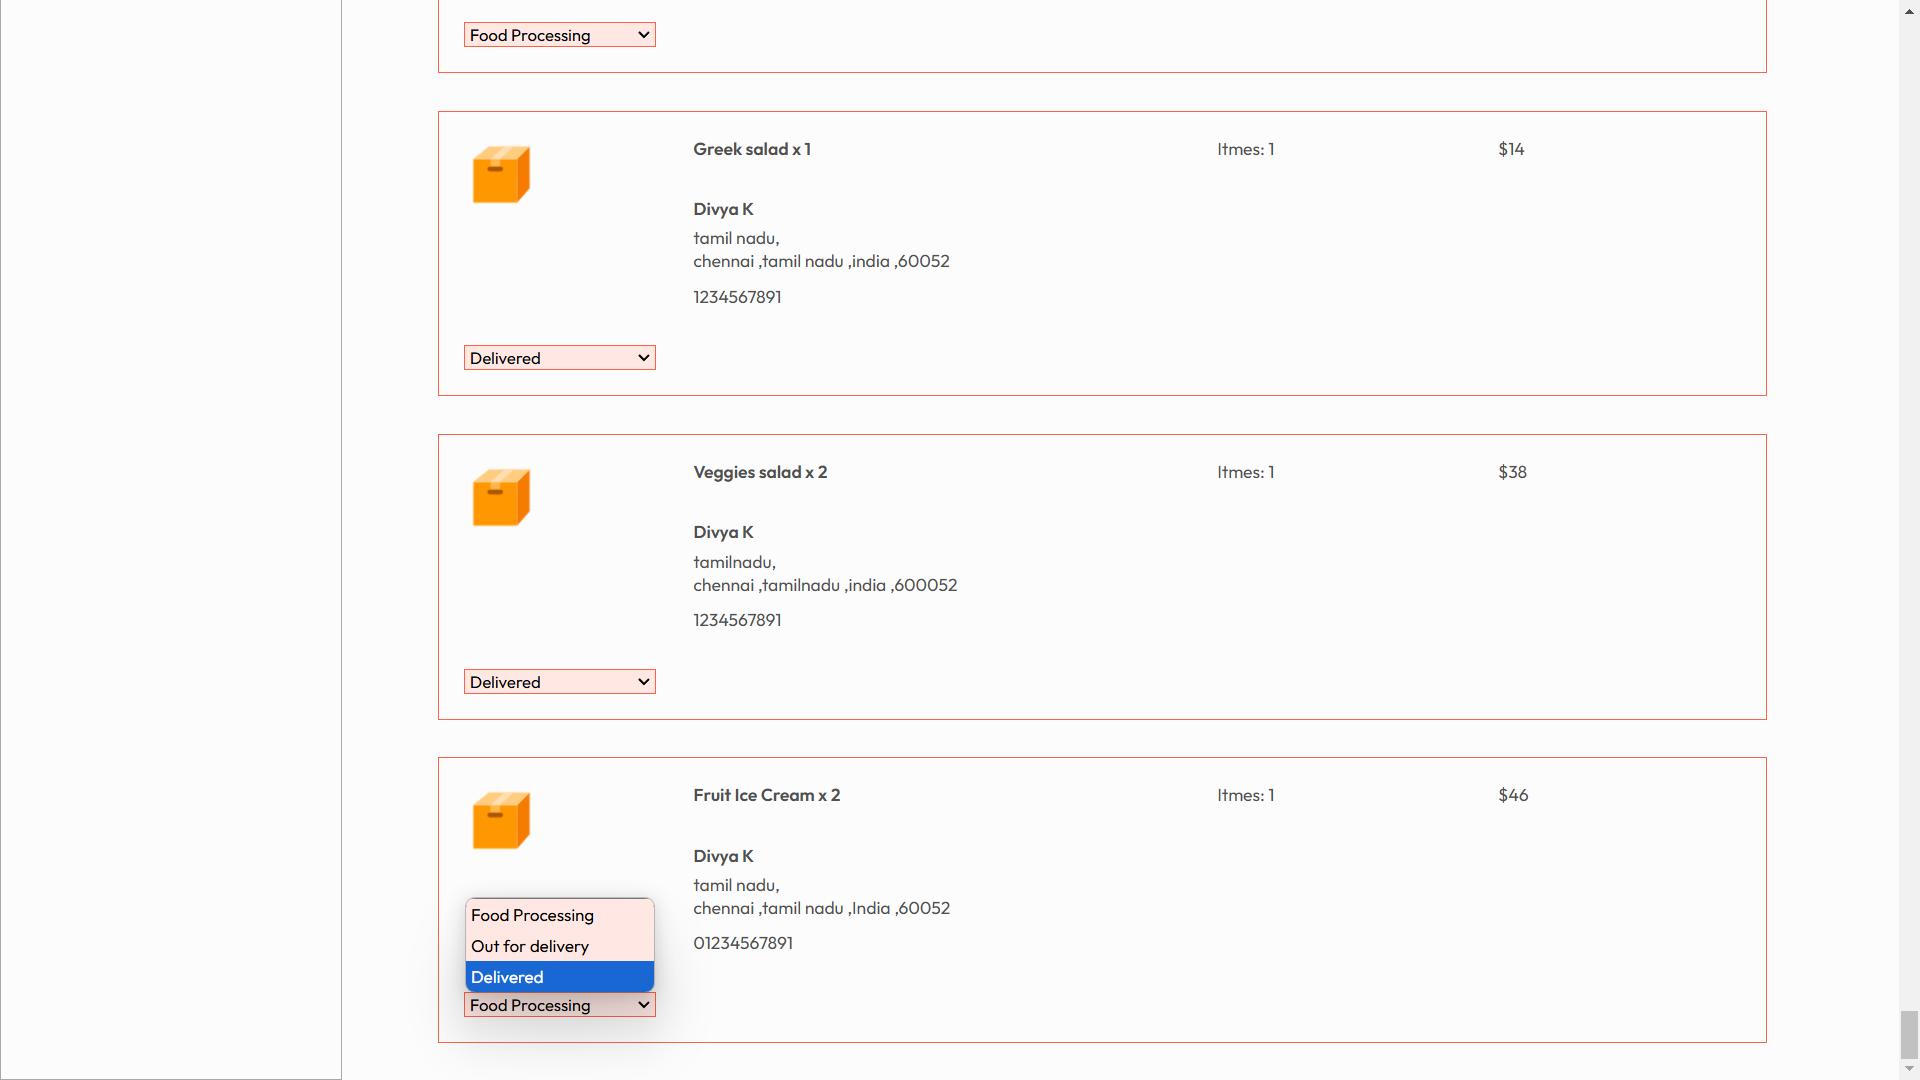 Food Processing
Greek salad x 1
Itmes: 1
$14
Divya K
tamil nadu,
chennai ,tamil nadu ,india ,60052
1234567891
Delivered
Veggies salad x 2
Itmes: 1
$38
Divya K
tamilnadu,
chennai ,tamilnadu ,india ,600052
1234567891
Delivered
Fruit Ice Cream x 2
Itmes: 1
$46
Divya K
tamil nadu,
chennai ,tamil nadu ,India ,60052
01234567891
Food Processing
Out for delivery
Delivered
Food Processing